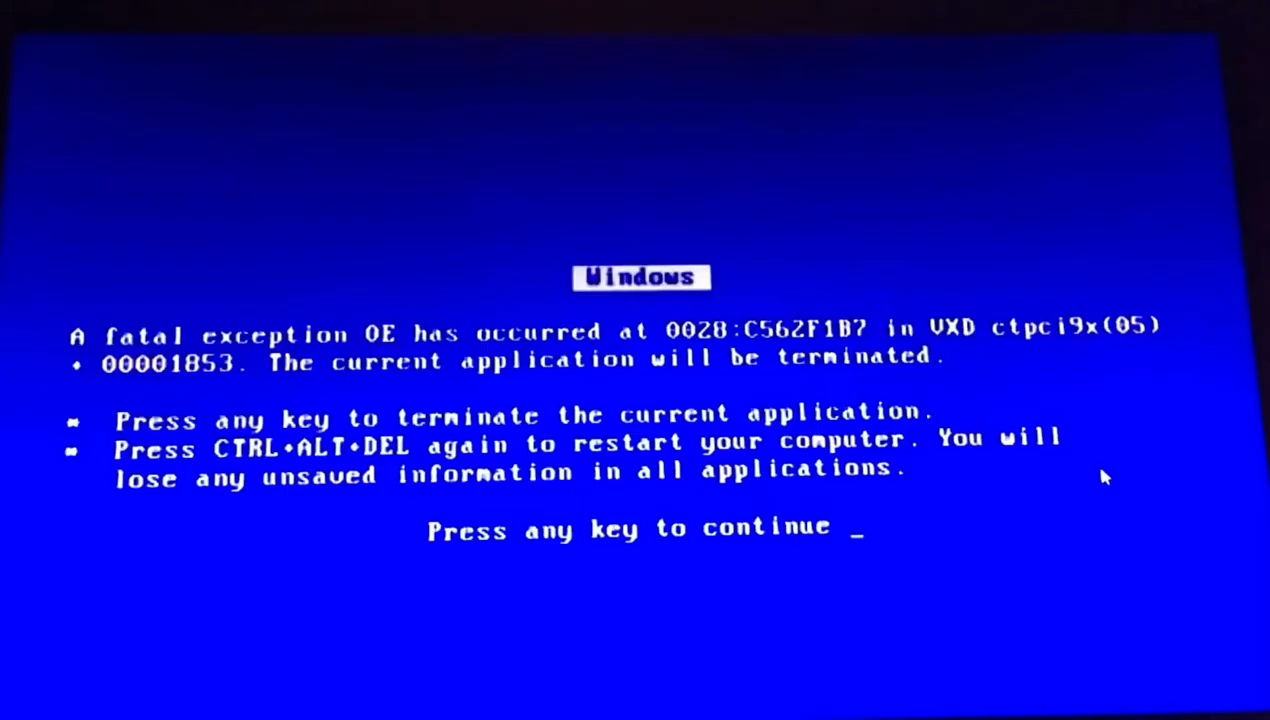 Windows
A fatal exception 0E has occurred at 0028:C562F1B7 in VXD ctpci9x(05)
+ 00001853. The current application will be terminated.
* Press any key to terminate the current application.
* Press CTRL+ALT+DEL again to restart your computer. You will
lose any unsaved information in all applications.
Press any key to continue _